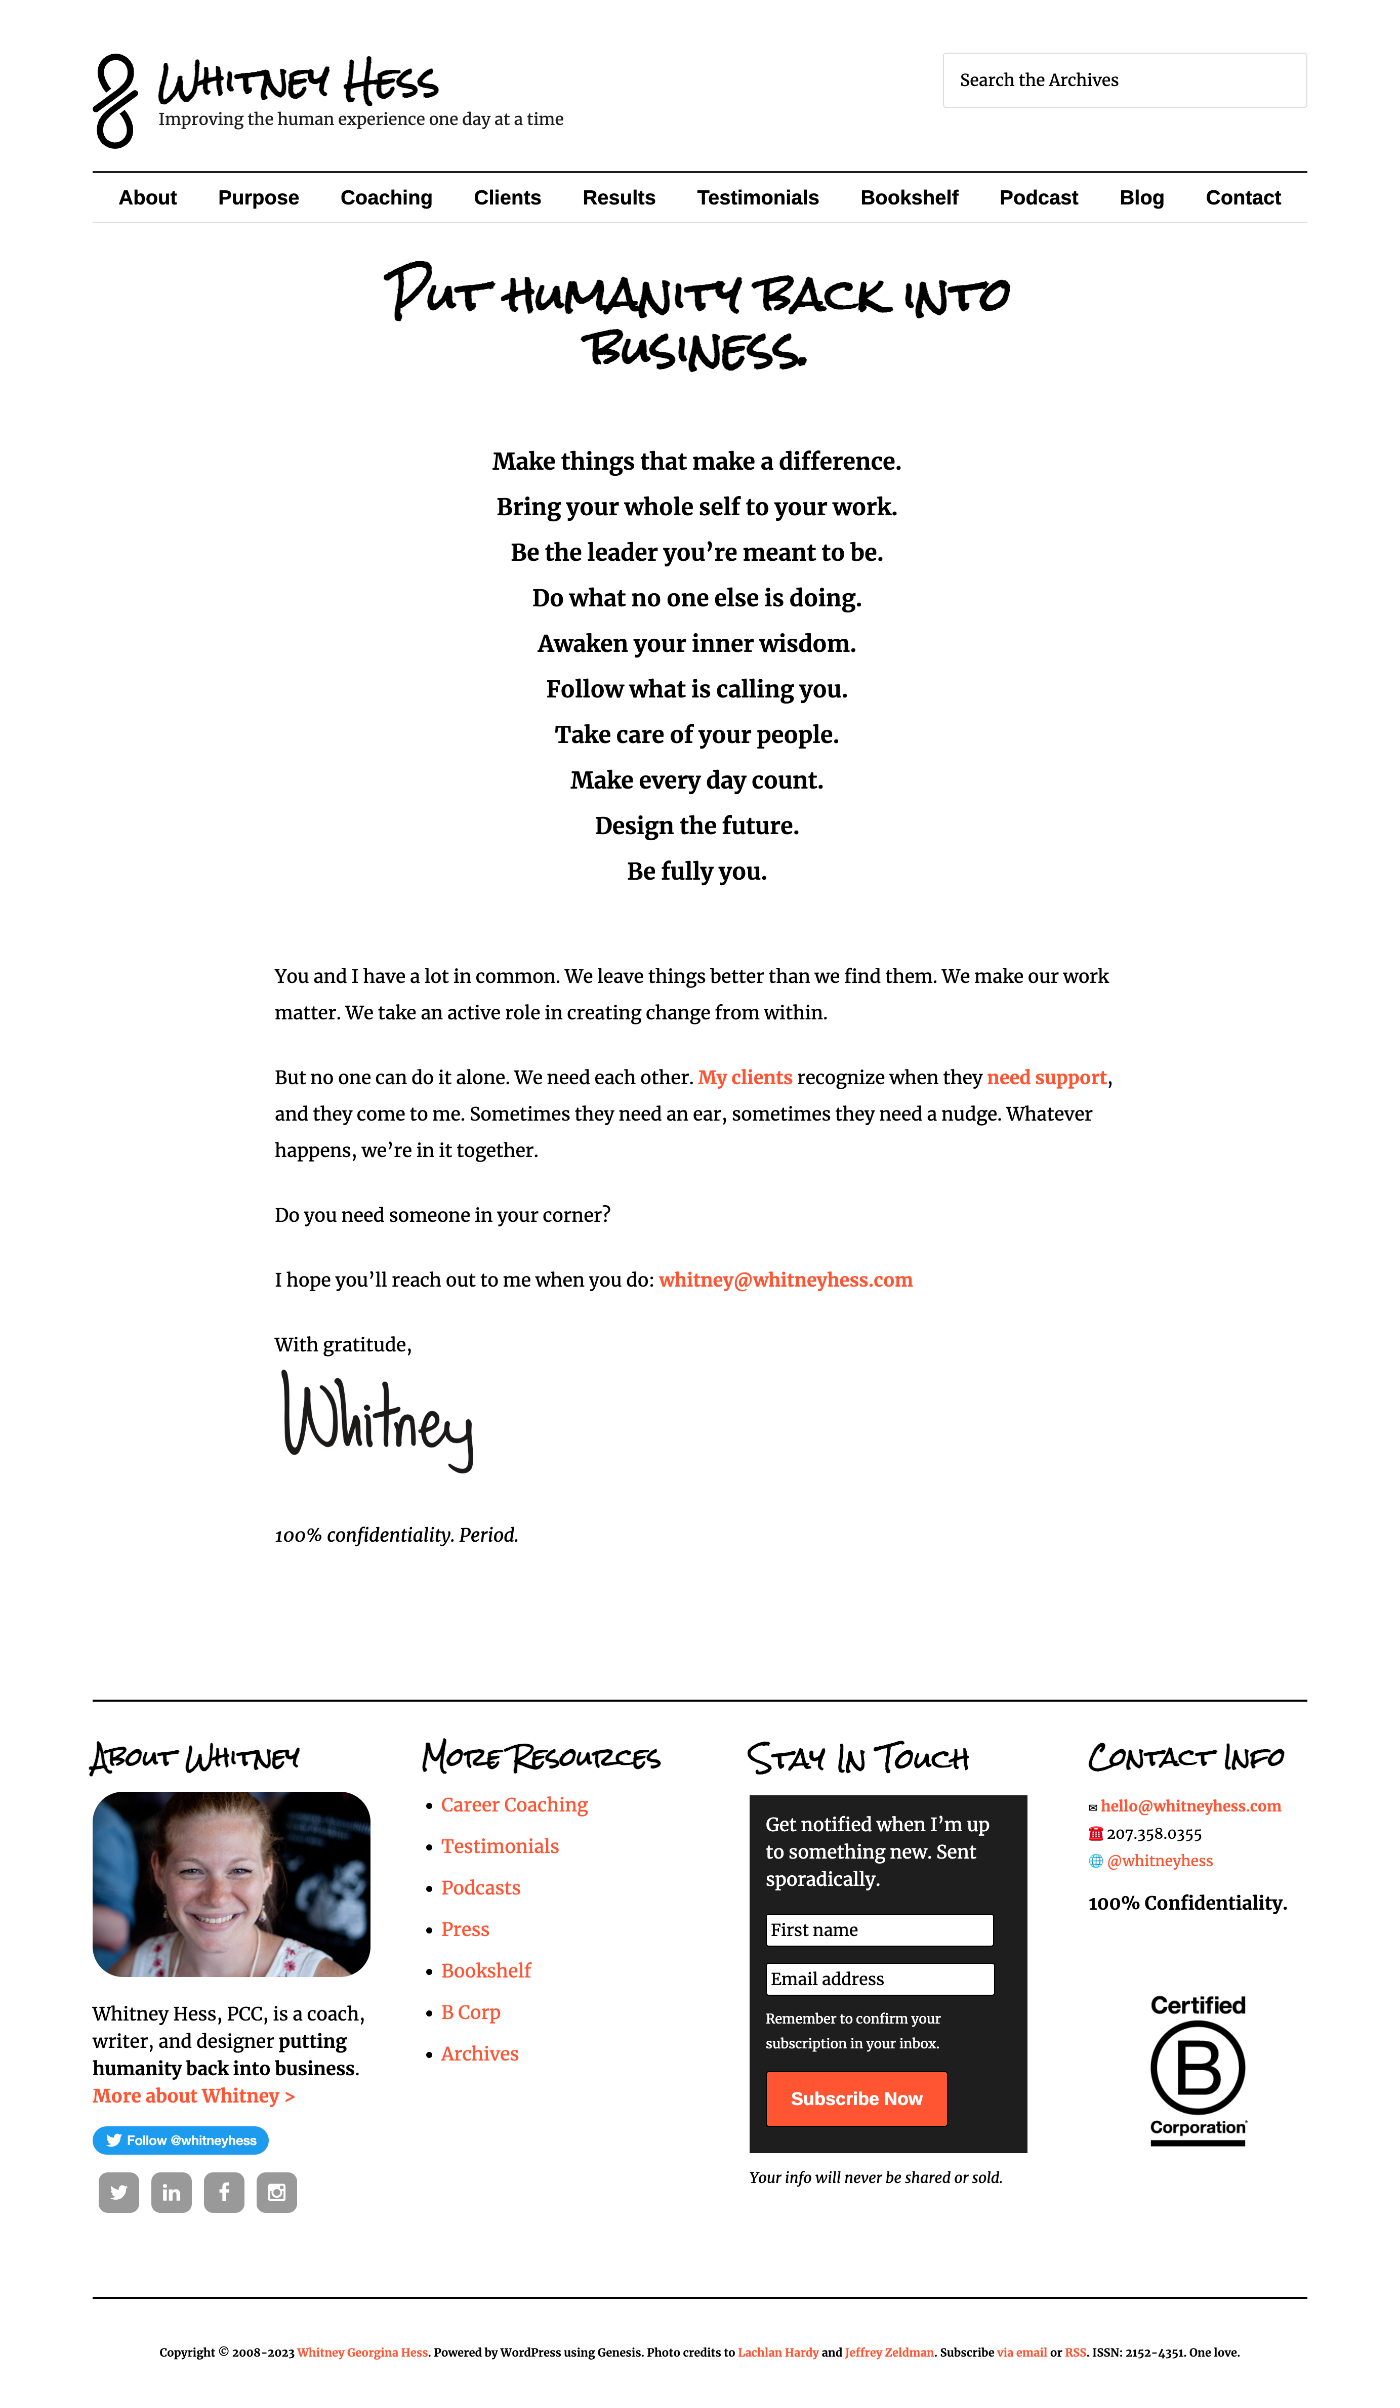 Whitney Hess
Improving the human experience one day at a time
Search the Archives
About Purpose Coaching Clients Results Testimonials Bookshelf Podcast Blog Contact
Put humanity back into
business.
Make things that make a difference.
Bring your whole self to your work.
Be the leader you’re meant to be.
Do what no one else is doing.
Awaken your inner wisdom.
Follow what is calling you.
Take care of your people.
Make every day count.
Design the future.
Be fully you.
You and I have a lot in common. We leave things better than we find them. We make our work
matter. We take an active role in creating change from within.
But no one can do it alone. We need each other. My clients recognize when they need support,
and they come to me. Sometimes they need an ear, sometimes they need a nudge. Whatever
happens, we’re in it together.
Do you need someone in your corner?
I hope you’ll reach out to me when you do: whitney@whitneyhess.com
With gratitude,
Whitney
100% confidentiality. Period.
About Whitney
Whitney Hess, PCC, is a coach,
writer, and designer putting
humanity back into business.
More about Whitney >
Follow @whitneyhess
More Resources
Career Coaching
Testimonials
Podcasts
Press
Bookshelf
B Corp
Archives
Stay In Touch
Get notified when I’m up
to something new. Sent
sporadically.
First name
Email address
Remember to confirm your
subscription in your inbox.
Subscribe Now
Your info will never be shared or sold.
Contact Info
hello@whitneyhess.com
207.358.0355
@whitneyhess
100% Confidentiality.
Certified
B
Corporation
Copyright © 2008-2023 Whitney Georgina Hess. Powered by WordPress using Genesis. Photo credits to Lachlan Hardy and Jeffrey Zeldman. Subscribe via email or RSS. ISSN: 2152-4351. One love.